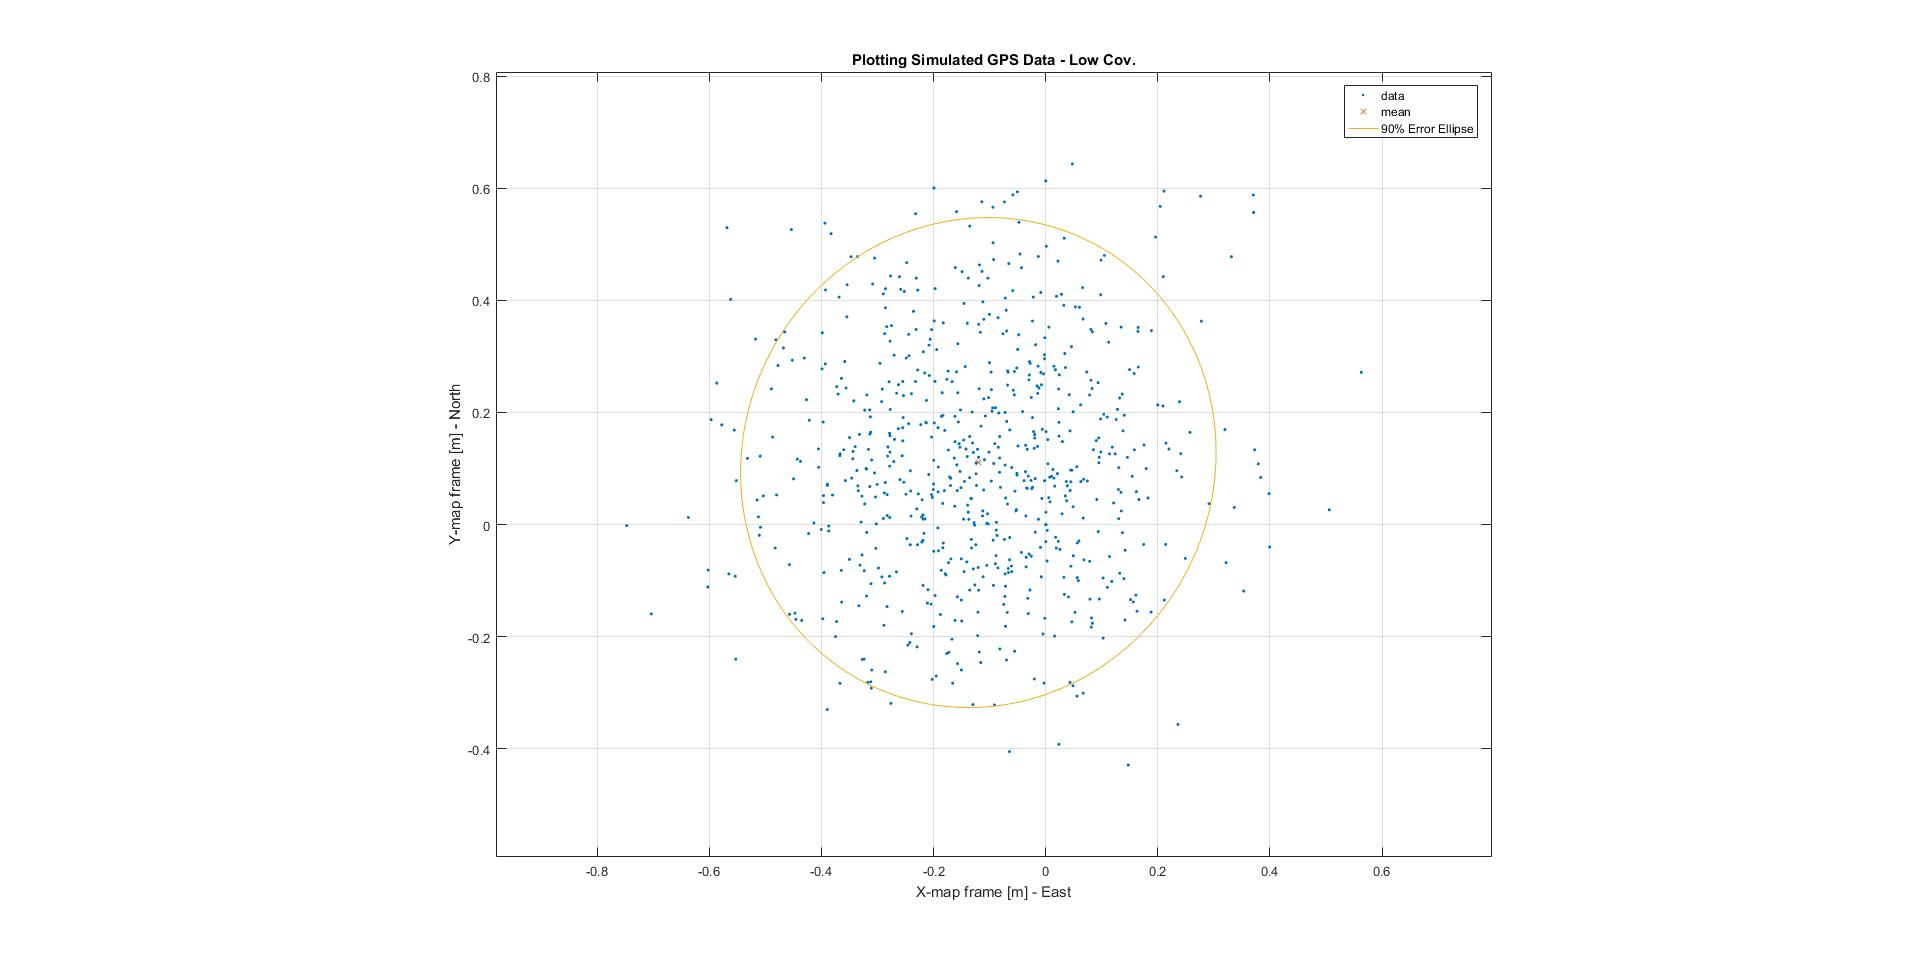 Plotting Simulated GPS Data - Low Cov.
data
mean
90% Error Ellipse
0.8
0.6
0.4
0.2
0
-0.2
-0.4
Y-map frame [m] - North
-0.8
-0.6
-0.4
-0.2
0
0.2
0.4
0.6
X-map frame [m] - East